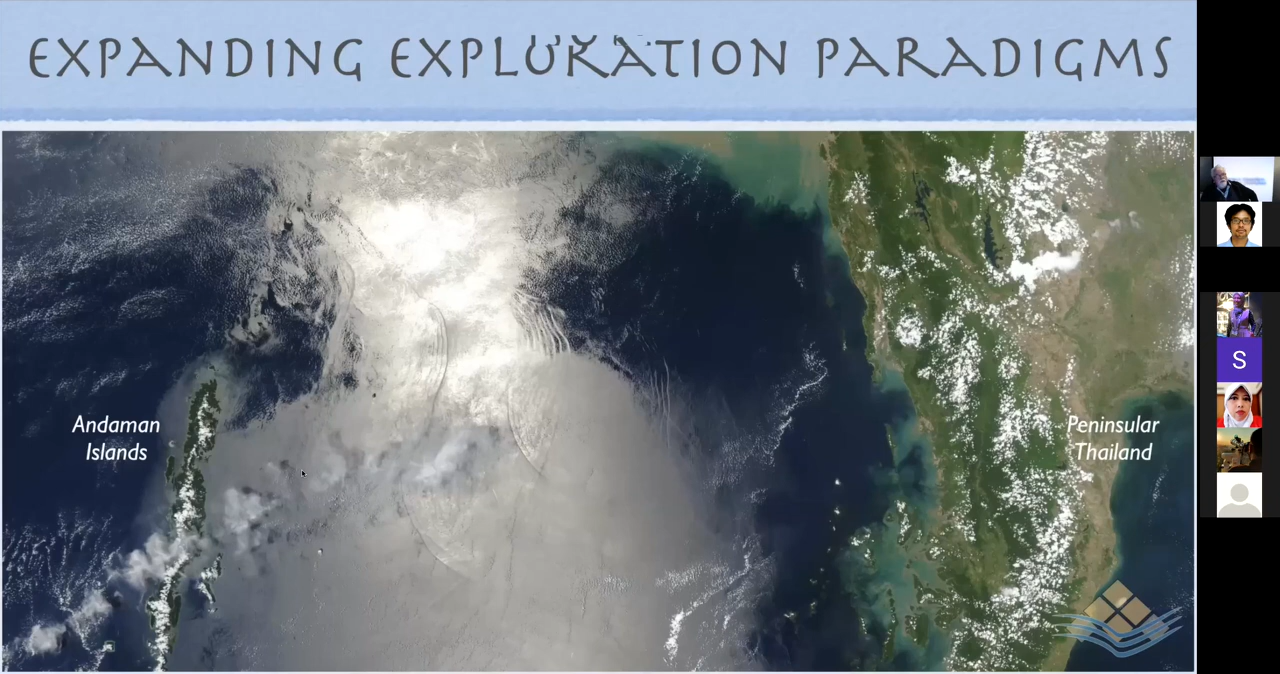 EXPANDING EXPLORATION PARADIGMS
Andaman
Islands
Peninsular
Thailand
S